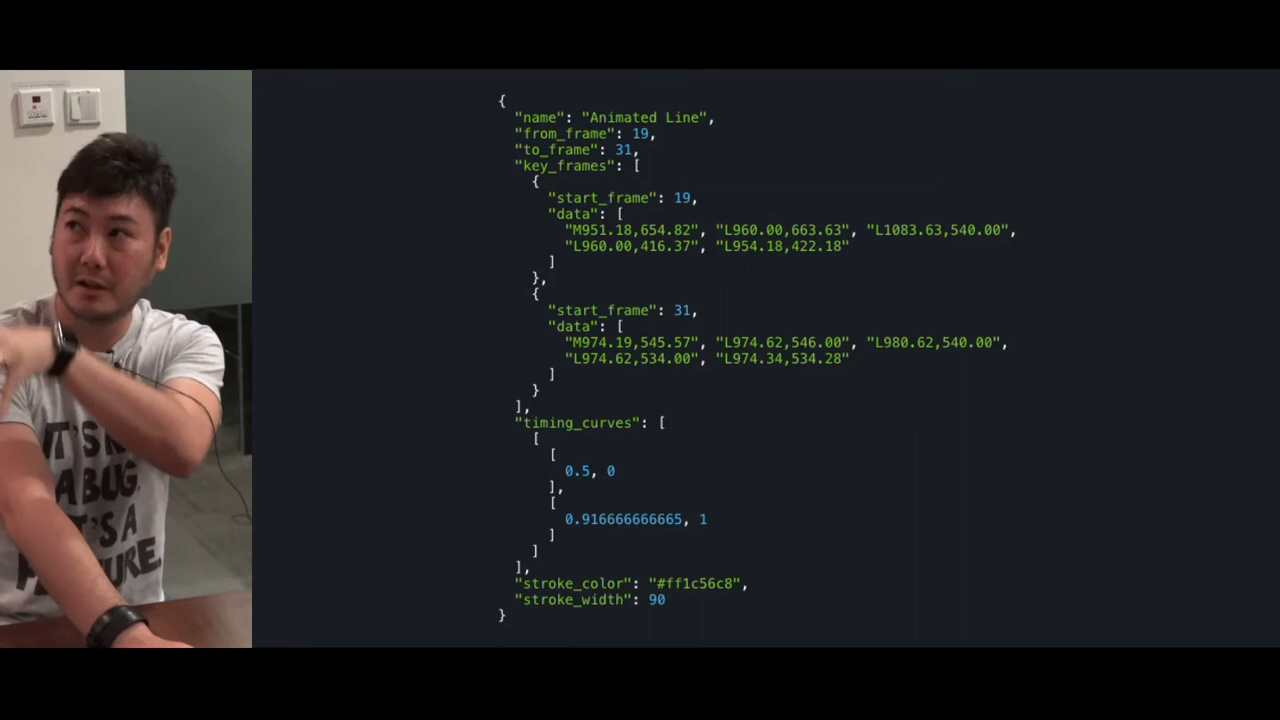 {
"name": "Animated Line",
"from_frame": 19,
"to_frame": 31,
"key_frames": [
{
"start_frame": 19,
"data": [
"M951.18,654.82", "L960.00,663.63", "L1083.63,540.00",
"L960.00,416.37", "L954.18,422.18"
]
},
{
"start_frame": 31,
"data": [
"M974.19,545.57", "L974.62,546.00", "L980.62,540.00",
"L974.62,534.00", "L974.34,534.28"
]
}
],
"timing_curves": [
[
[
0.5, 0
],
[
0.916666666665, 1
]
]
],
"stroke_color": "#ff1c56c8",
"stroke_width": 90
}
IT'S
A BUG.
IT'S A